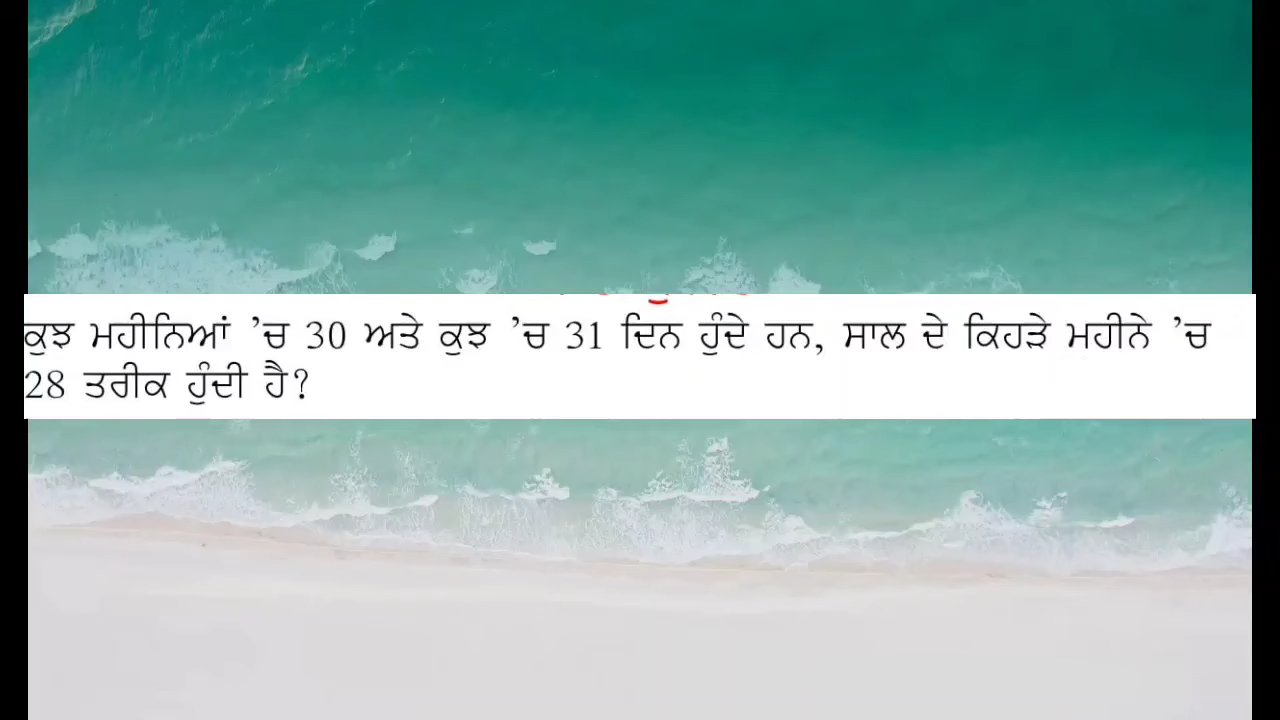 ਕੁਝ ਮਹੀਨਿਆਂ ’ਚ 30 ਅਤੇ ਕੁਝ ’ਚ 31 ਦਿਨ ਹੁੰਦੇ ਹਨ, ਸਾਲ ਦੇ ਕਿਹੜੇ ਮਹੀਨੇ ’ਚ
28 ਤਰੀਕ ਹੁੰਦੀ ਹੈ?